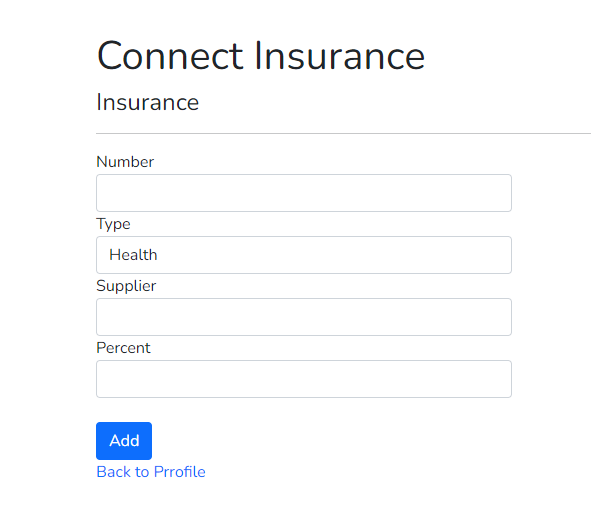 Connect Insurance
Insurance
Number
Type
Health
Supplier
Percent
Add
Back to Prrofile